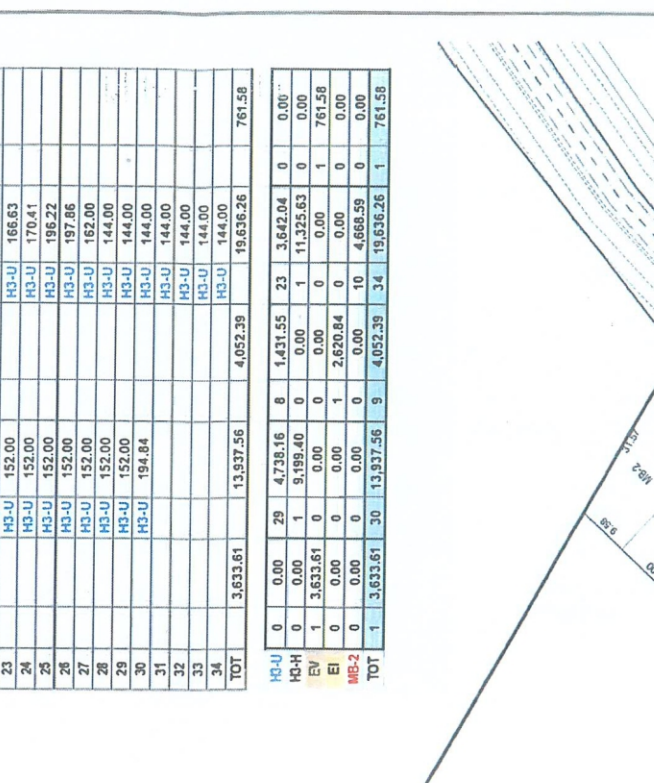 23 H3-U 152.00 H3-U 166.63
24 H3-U 152.00 H3-U 170.41
25 H3-U 152.00 H3-U 196.22
26 H3-U 152.00 H3-U 197.86
27 H3-U 152.00 H3-U 162.00
28 H3-U 152.00 H3-U 144.00
29 H3-U 152.00 H3-U 144.00
30 H3-U 194.84 H3-U 144.00
31 H3-U 144.00
32 H3-U 144.00
33 H3-U 144.00
34 H3-U 144.00
TOT 3,633.61 13,937.56 4,052.39 19,636.26 761.58
H3-U 0 0.00 29 4,738.16 8 1,431.55 23 3,642.04 0 0.00
H3-H 0 0.00 1 9,199.40 0 0.00 1 11,325.63 0 0.00
EV 1 3,633.61 0 0.00 0 0.00 0 0.00 1 761.58
EI 0 0.00 0 0.00 1 2,620.84 0 0.00 0 0.00
MB-2 0 0.00 0 0.00 0 0.00 10 4,668.59 0 0.00
TOT 1 3,633.61 30 13,937.56 9 4,052.39 34 19,636.26 1 761.58
31.57
MB-2
9.58